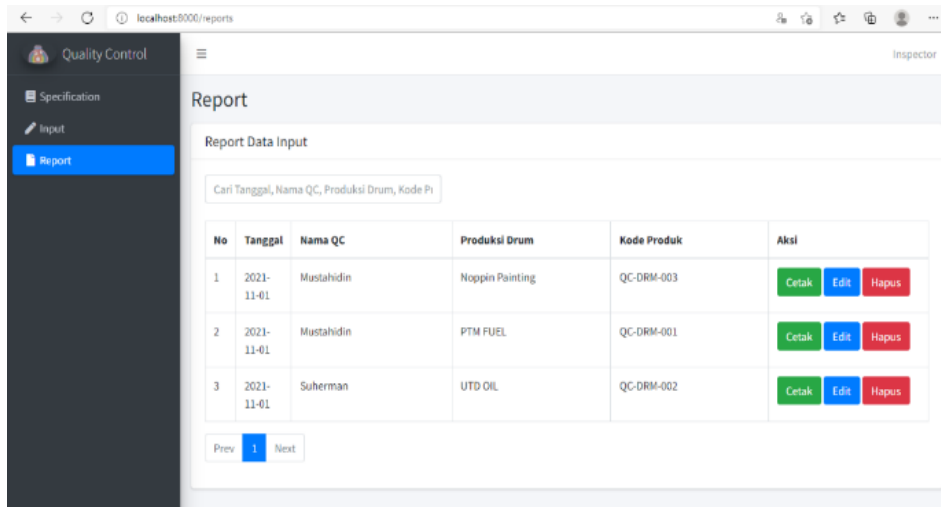 localhost:8000/reports
Quality Control
Inspector
Specification
Input
Report
Report
Report Data Input
Cari Tanggal, Nama QC, Produksi Drum, Kode P
No Tanggal Nama QC Produksi Drum Kode Produk Aksi
1 2021-11-01 Mustahidin Noppin Painting QC-DRM-003 Cetak Edit Hapus
2 2021-11-01 Mustahidin PTM FUEL QC-DRM-001 Cetak Edit Hapus
3 2021-11-01 Suherman UTD OIL QC-DRM-002 Cetak Edit Hapus
Prev 1 Next